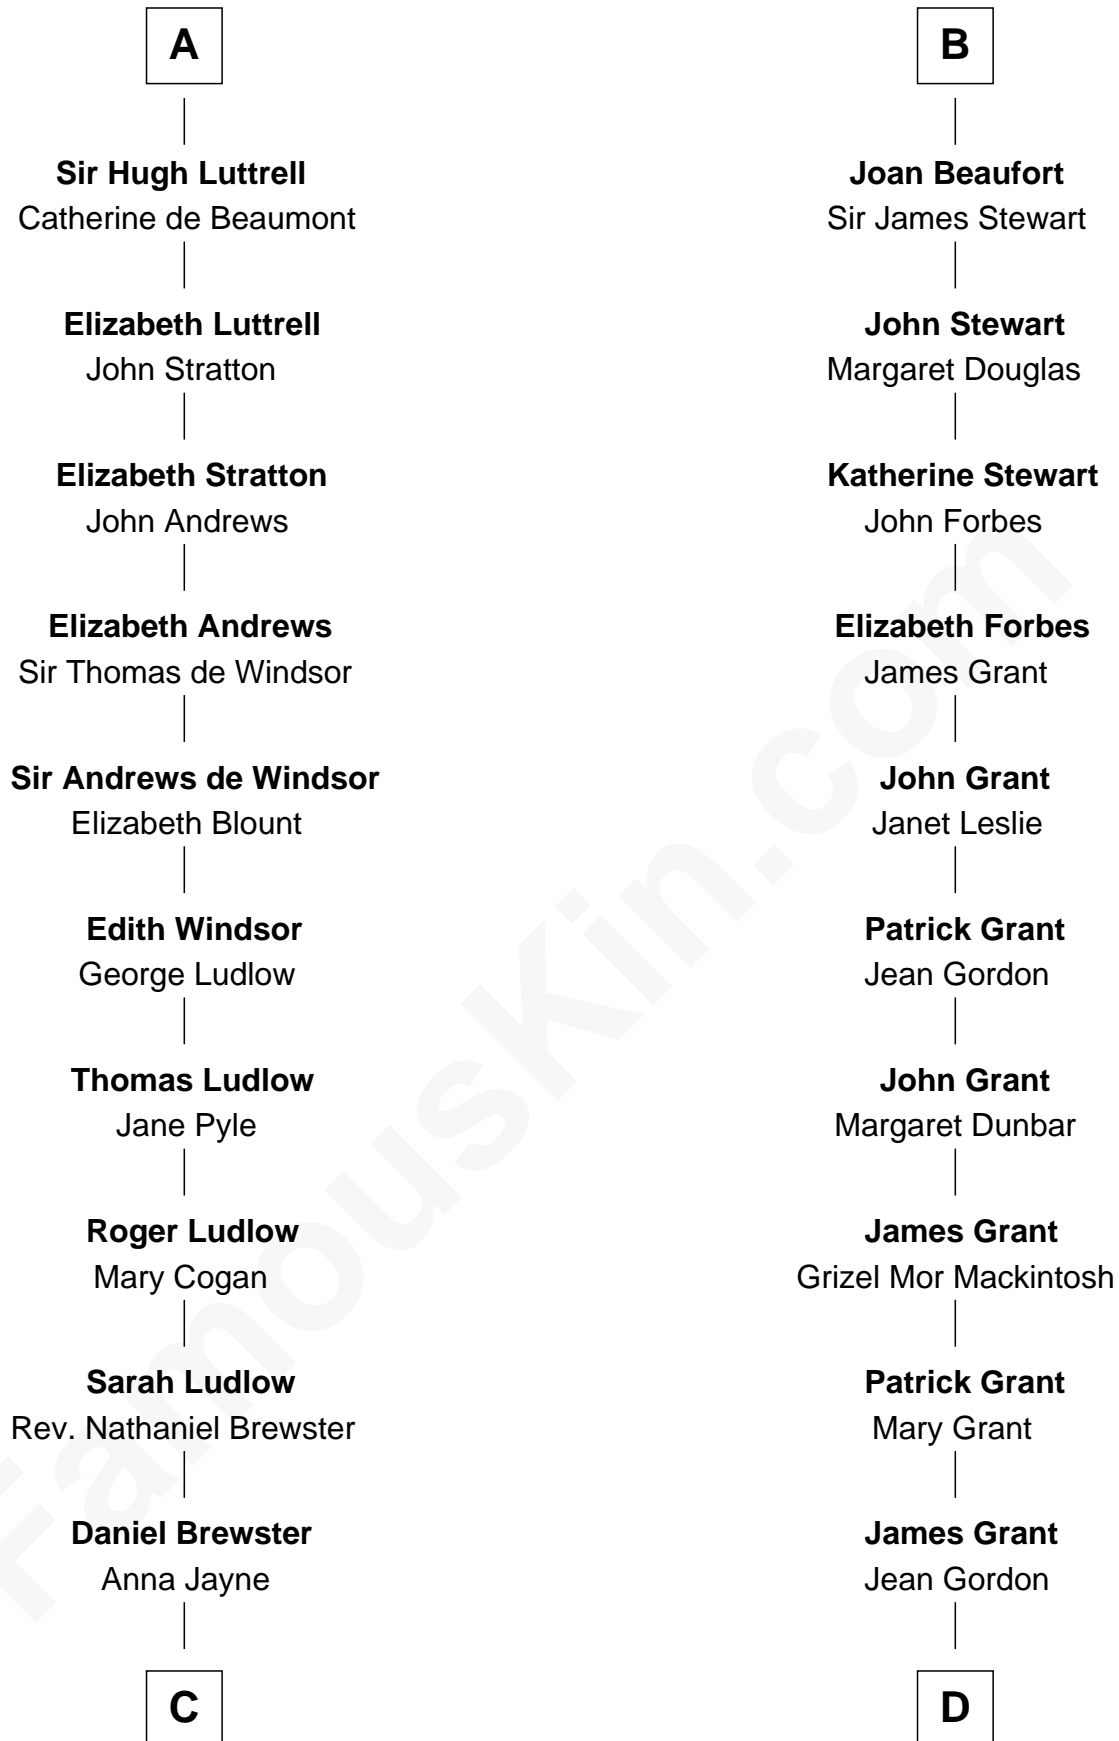 A
Sir Hugh Luttrell
Catherine de Beaumont
Elizabeth Luttrell
John Stratton
Elizabeth Stratton
John Andrews
Elizabeth Andrews
Sir Thomas de Windsor
Sir Andrews de Windsor
Elizabeth Blount
Edith Windsor
George Ludlow
Thomas Ludlow
Jane Pyle
Roger Ludlow
Mary Cogan
Sarah Ludlow
Rev. Nathaniel Brewster
Daniel Brewster
Anna Jayne
C
B
Joan Beaufort
Sir James Stewart
John Stewart
Margaret Douglas
Katherine Stewart
John Forbes
Elizabeth Forbes
James Grant
John Grant
Janet Leslie
Patrick Grant
Jean Gordon
John Grant
Margaret Dunbar
James Grant
Grizel Mor Mackintosh
Patrick Grant
Mary Grant
James Grant
Jean Gordon
D
FamousKin.com